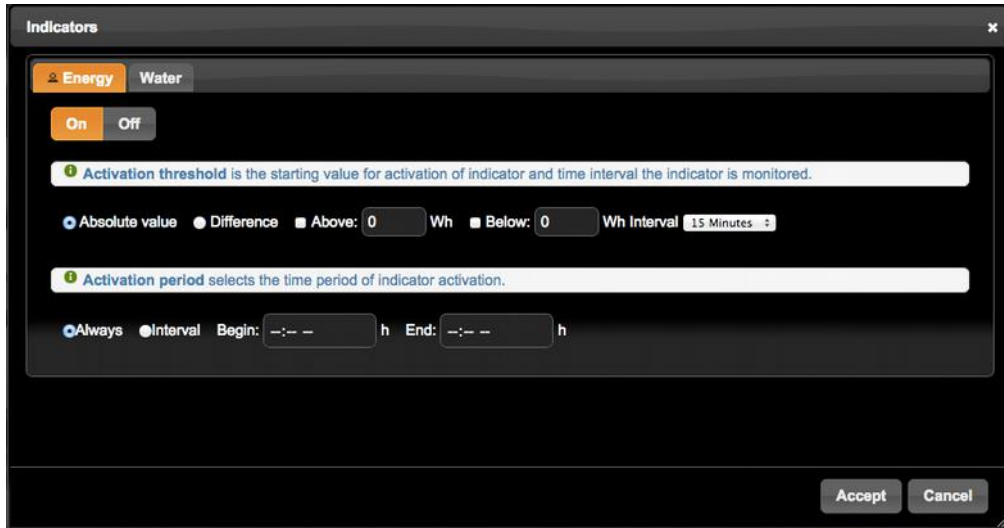 Indicators
Energy Water
On Off
Activation threshold is the starting value for activation of indicator and time interval the indicator is monitored.
Absolute value Difference Above: 0 Wh Below: 0 Wh Interval 15 Minutes
Activation period selects the time period of indicator activation.
Always Interval Begin: --:-- -- h End: --:-- -- h
Accept Cancel